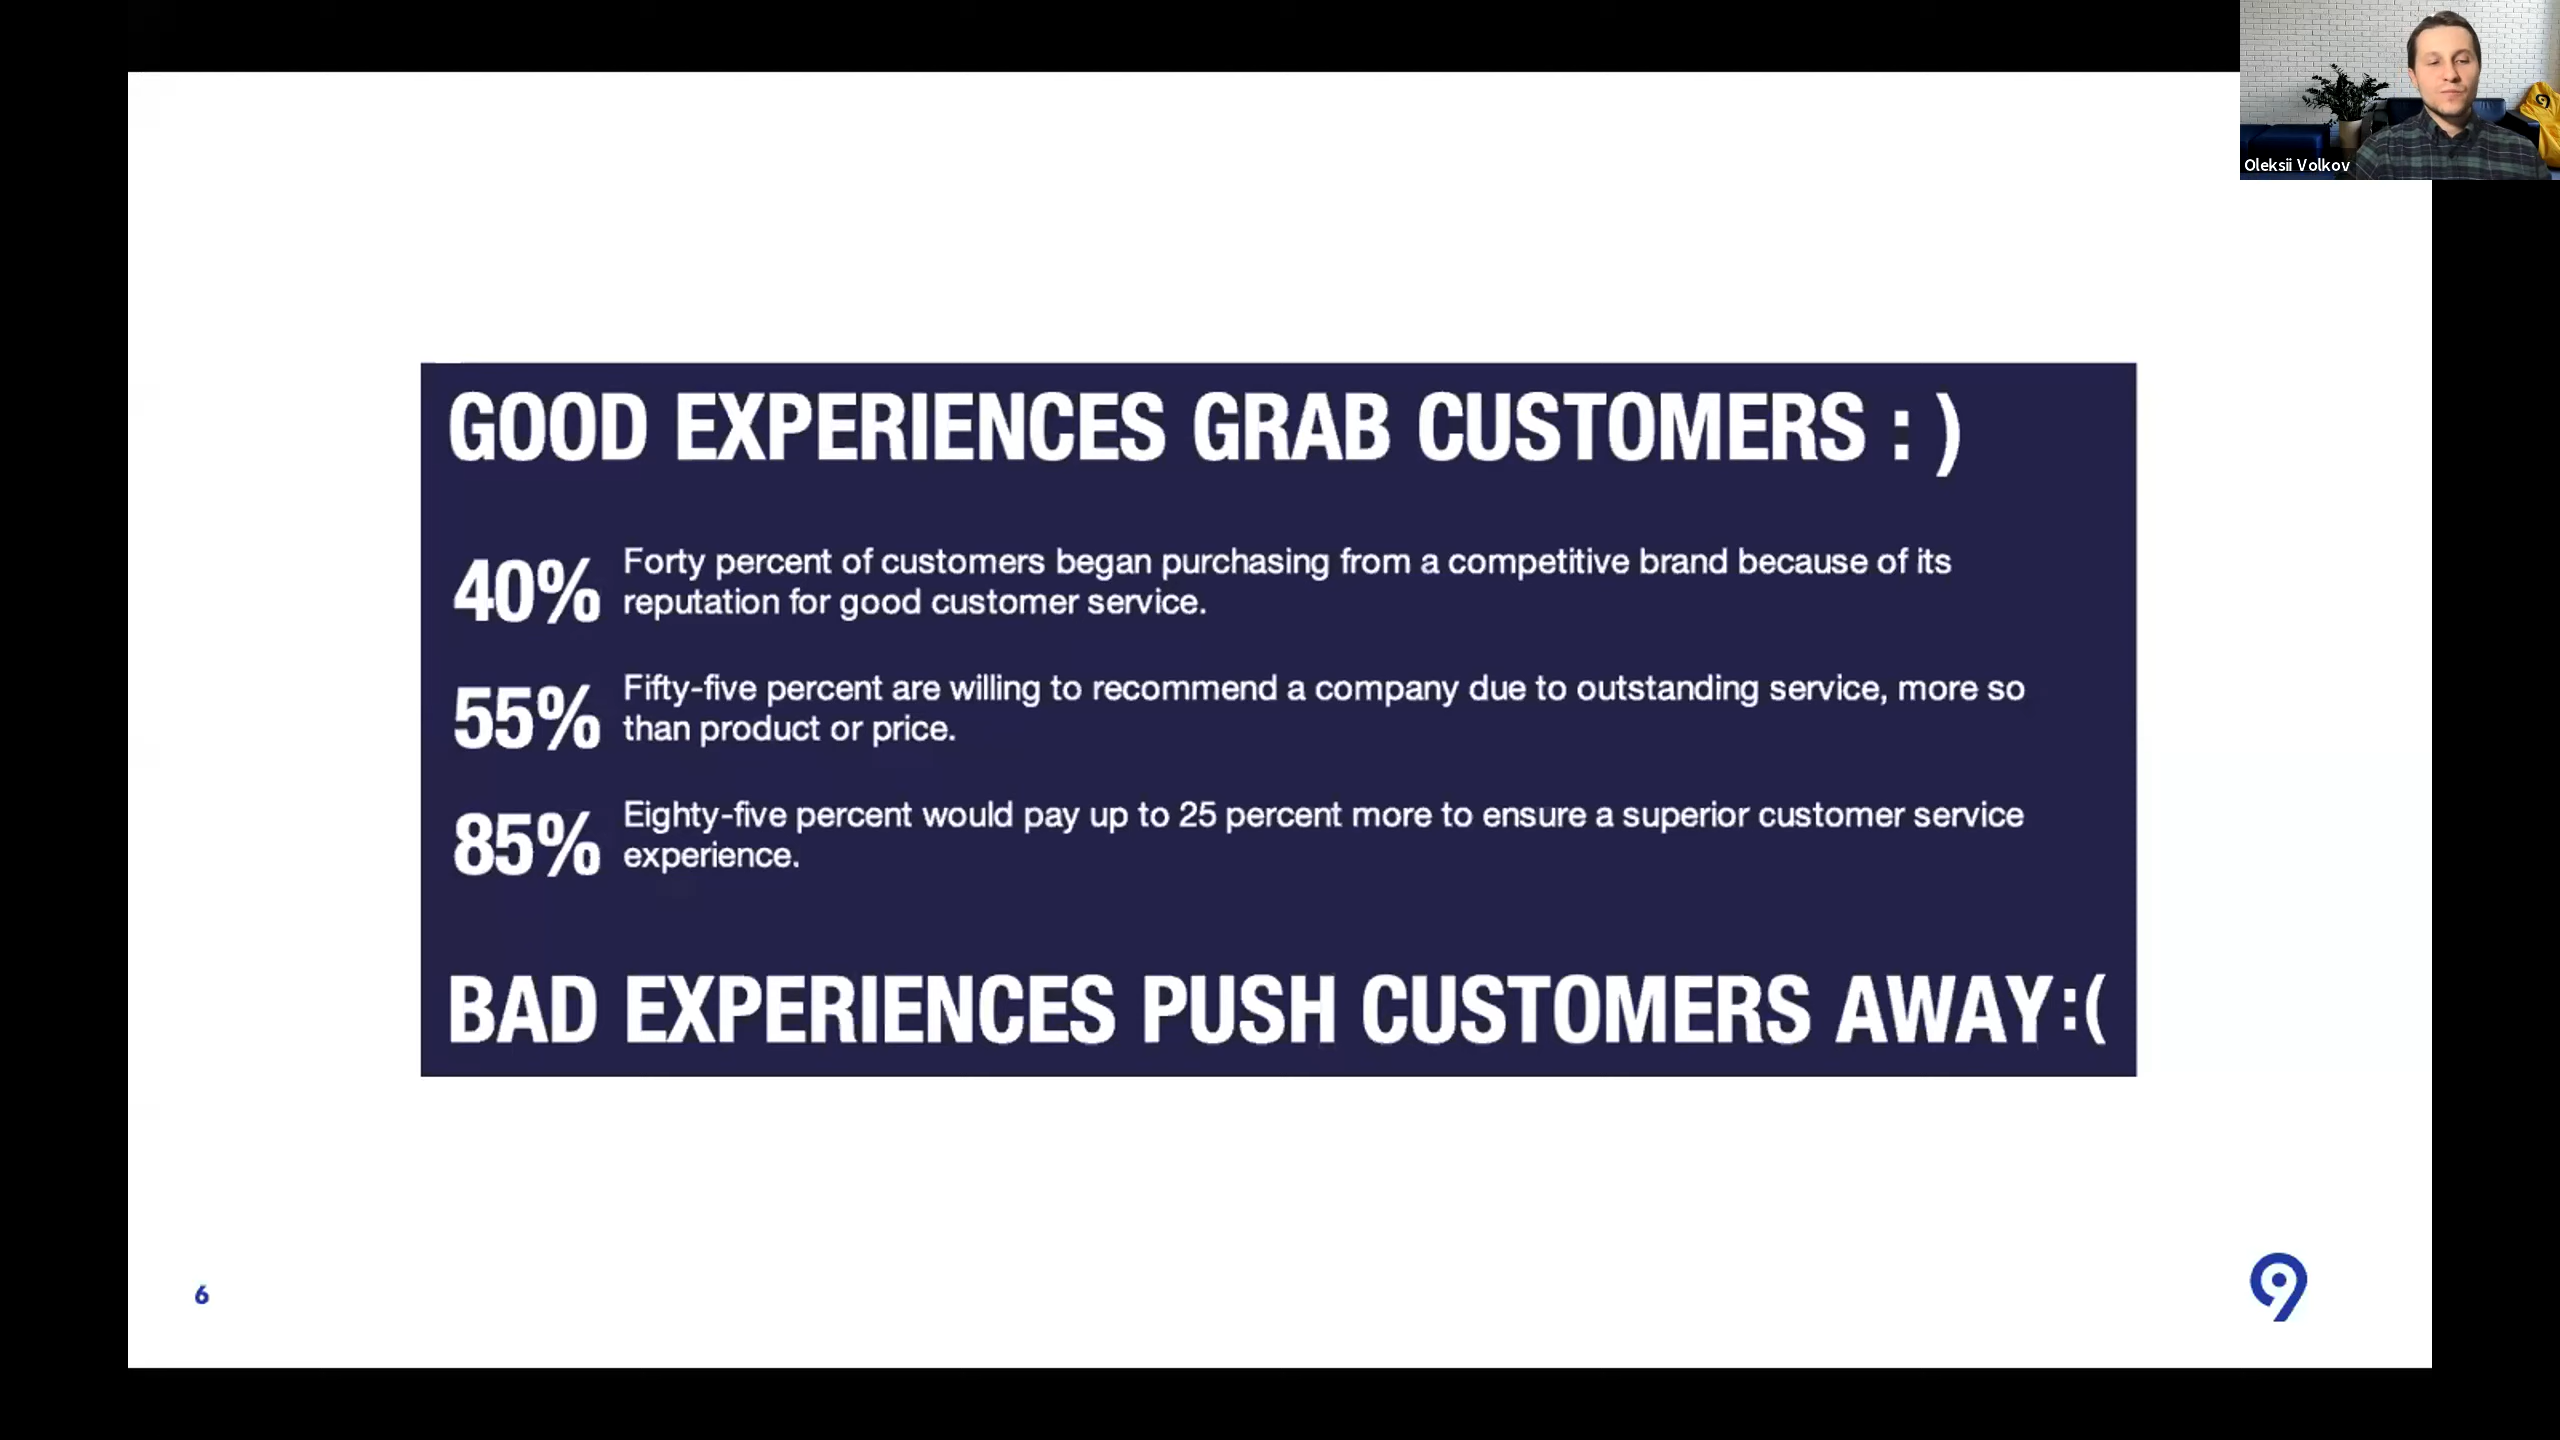 Oleksii Volkov
GOOD EXPERIENCES GRAB CUSTOMERS : )
40%
Forty percent of customers began purchasing from a competitive brand because of its
reputation for good customer service.
55%
Fifty-five percent are willing to recommend a company due to outstanding service, more so
than product or price.
85%
Eighty-five percent would pay up to 25 percent more to ensure a superior customer service
experience.
BAD EXPERIENCES PUSH CUSTOMERS AWAY:(
6